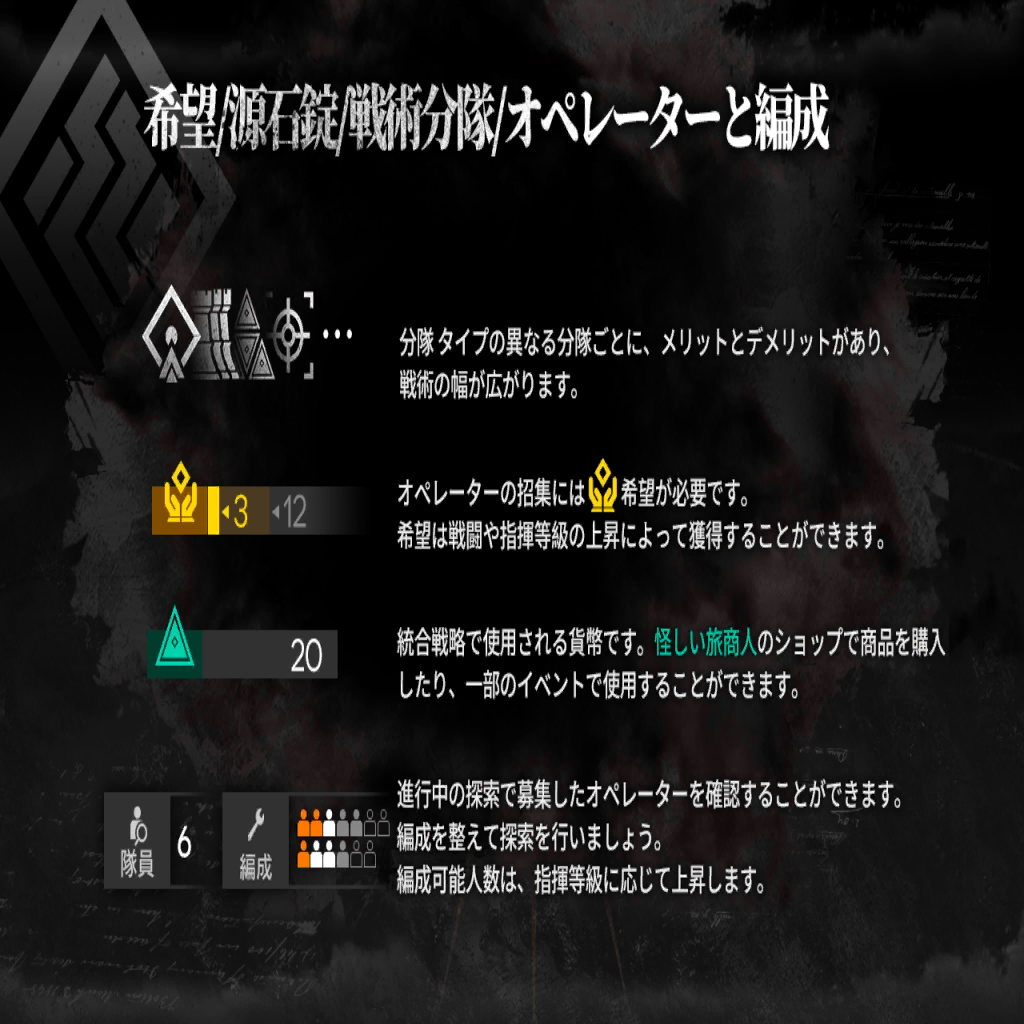 希望/源石錠/戦術分隊/オペレーターと編成
分隊タイプの異なる分隊ごとに、メリットとデメリットがあり、
戦術の幅が広がります。
3 12
オペレーターの招集には希望が必要です。
希望は戦闘や指揮等級の上昇によって獲得することができます。
20
統合戦略で使用される貨幣です。怪しい旅商人のショップで商品を購入
したり、一部のイベントで使用することができます。
隊員 6 編成
進行中の探索で募集したオペレーターを確認することができます。
編成を整えて探索を行いましょう。
編成可能人数は、指揮等級に応じて上昇します。